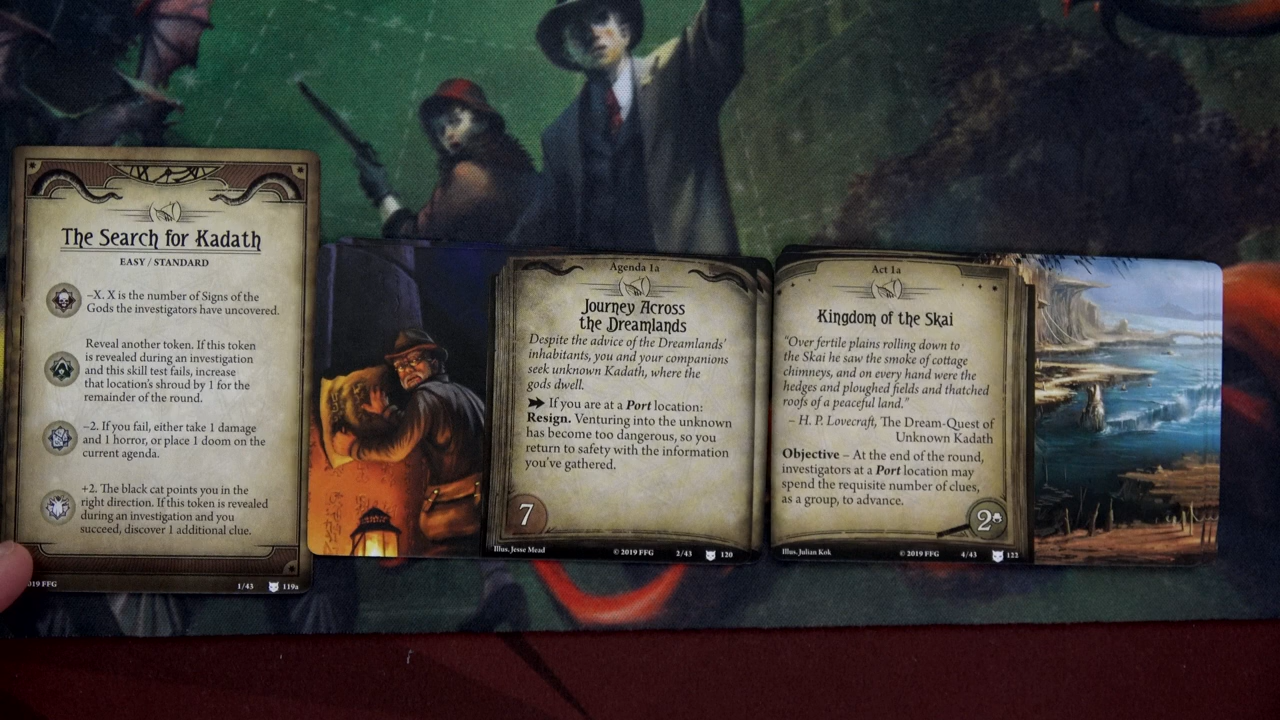 The Search for Kadath
EASY / STANDARD
–X. X is the number of Signs of the
Gods the investigators have uncovered.
Reveal another token. If this token
is revealed during an investigation
and this skill test fails, increase
that location's shroud by 1 for the
remainder of the round.
–2. If you fail, either take 1 damage
and 1 horror, or place 1 doom on the
current agenda.
+2. The black cat points you in the
right direction. If this token is revealed
during an investigation and you
succeed, discover 1 additional clue.
019 FFG
1/43
119a
Agenda 1a
Journey Across
the Dreamlands
Despite the advice of the Dreamlands'
inhabitants, you and your companions
seek unknown Kadath, where the
gods dwell.
If you are at a Port location:
Resign. Venturing into the unknown
has become too dangerous, so you
return to safety with the information
you've gathered.
7
Illus. Jesse Mead
© 2019 FFG
2/43
120
Act 1a
Kingdom of the Skai
"Over fertile plains rolling down to
the Skai he saw the smoke of cottage
chimneys, and on every hand were the
hedges and ploughed fields and thatched
roofs of a peaceful land."
– H. P. Lovecraft, The Dream-Quest of
Unknown Kadath
Objective – At the end of the round,
investigators at a Port location may
spend the requisite number of clues,
as a group, to advance.
2
Illus. Julian Kok
© 2019 FFG
4/43
122